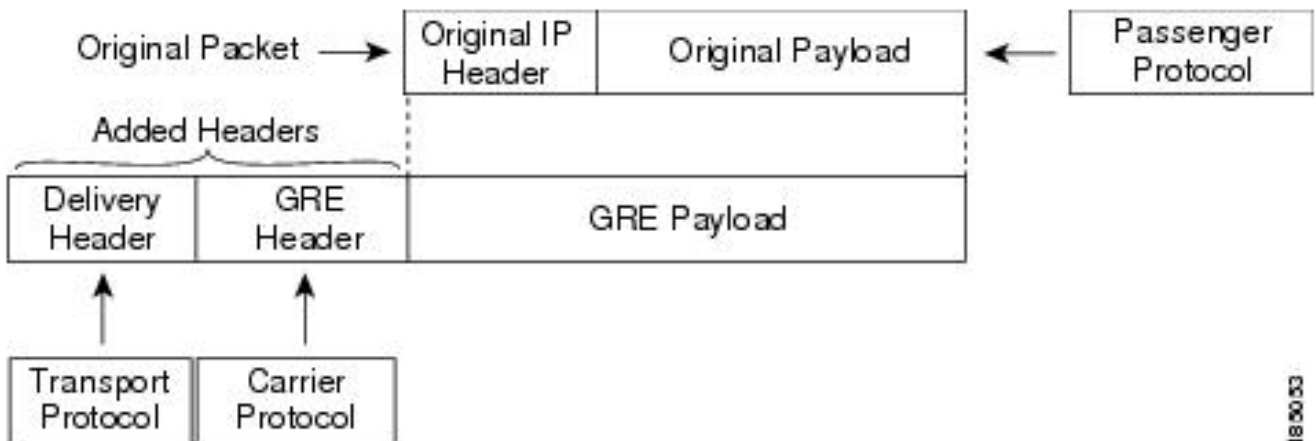 Original Packet
Original IP
Header
Original Payload
Passenger
Protocol
Added Headers
Delivery
Header
GRE
Header
GRE Payload
Transport
Protocol
Carrier
Protocol